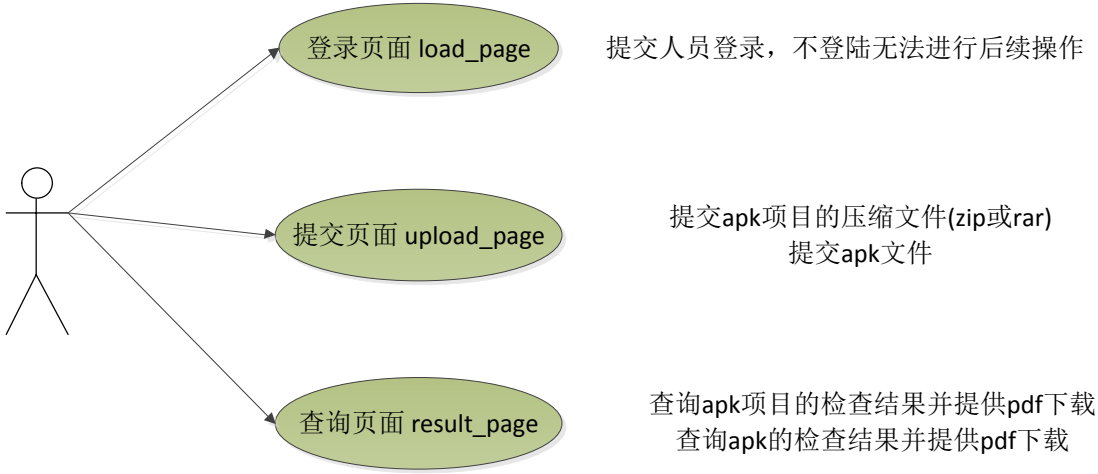 登录页面 load_page
提交人员登录，不登陆无法进行后续操作
提交页面 upload_page
提交apk项目的压缩文件(zip或rar)
提交apk文件
查询页面 result_page
查询apk项目的检查结果并提供pdf下载
查询apk的检查结果并提供pdf下载